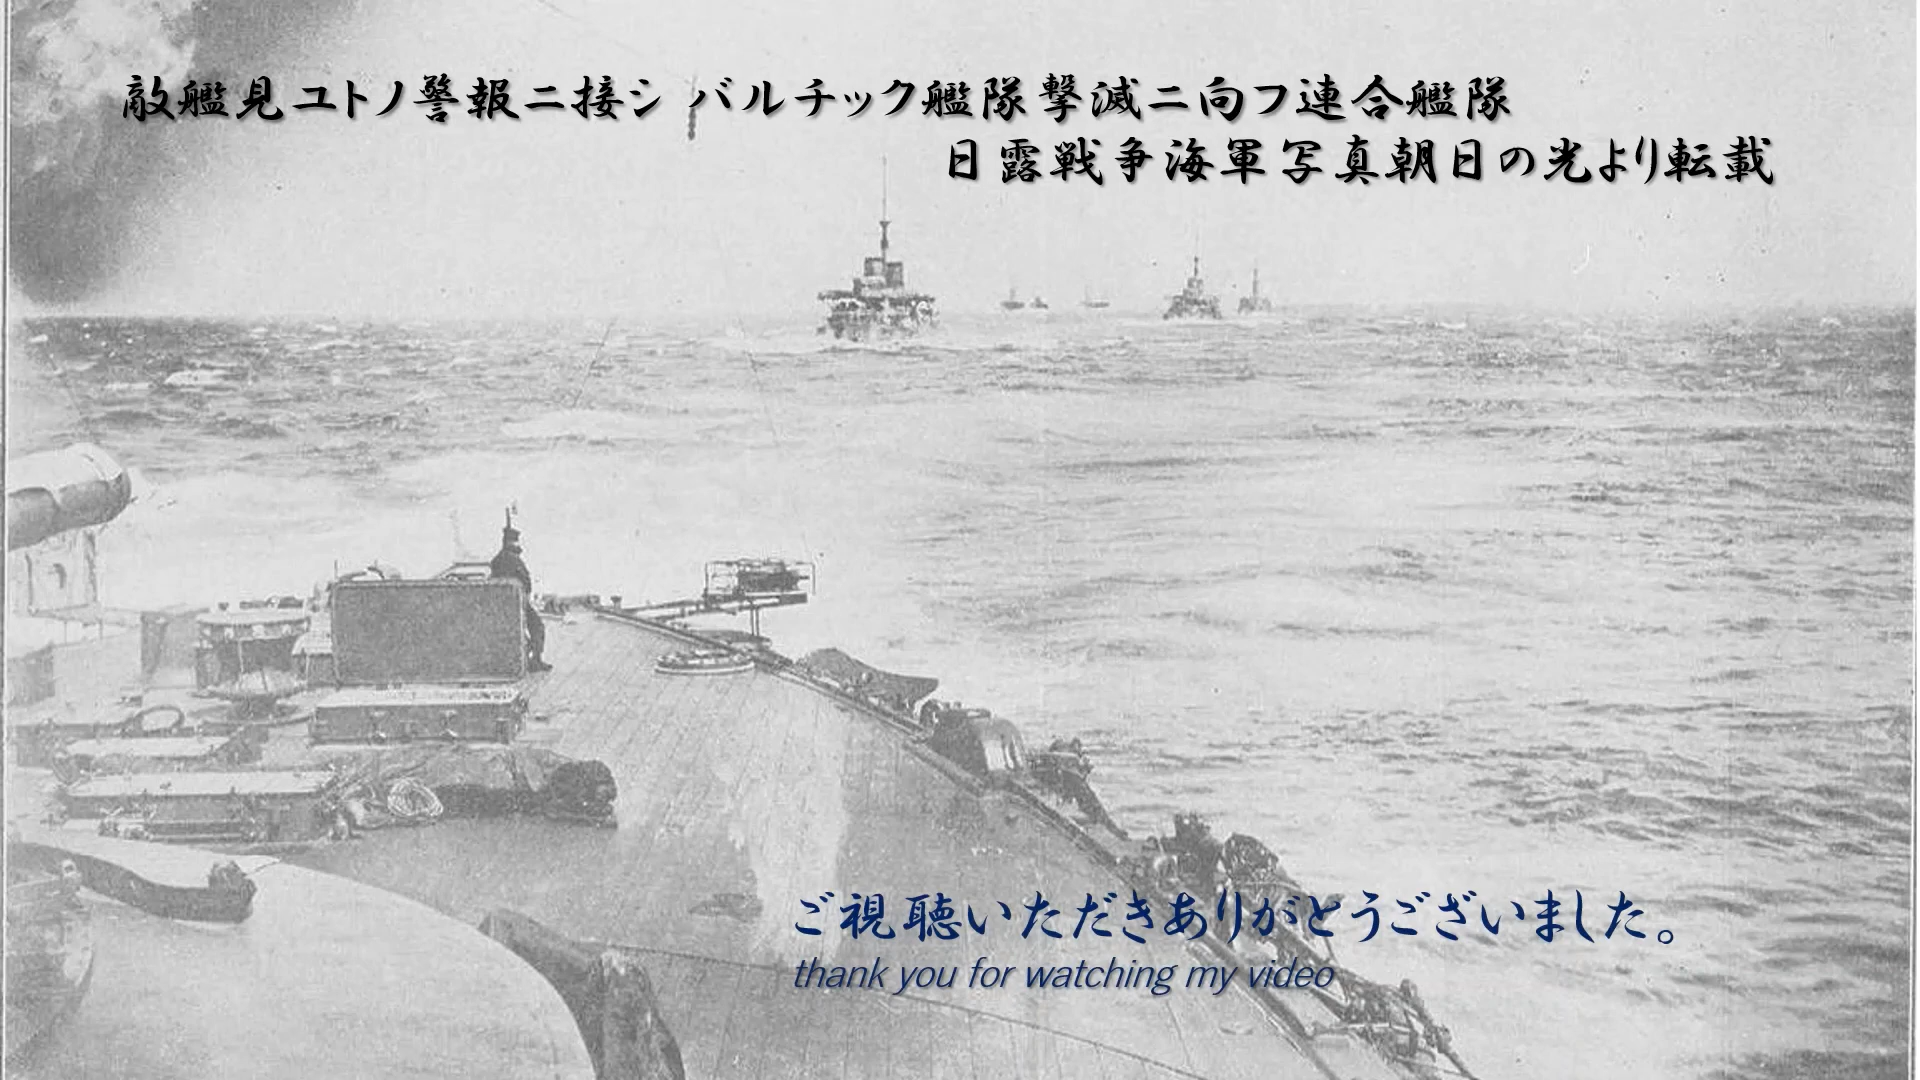 敵艦見ユトノ警報ニ接シ バルチック艦隊撃滅ニ向フ連合艦隊
日露戦争海軍写真朝日の光より転載
ご視聴いただきありがとうございました。
thank you for watching my video